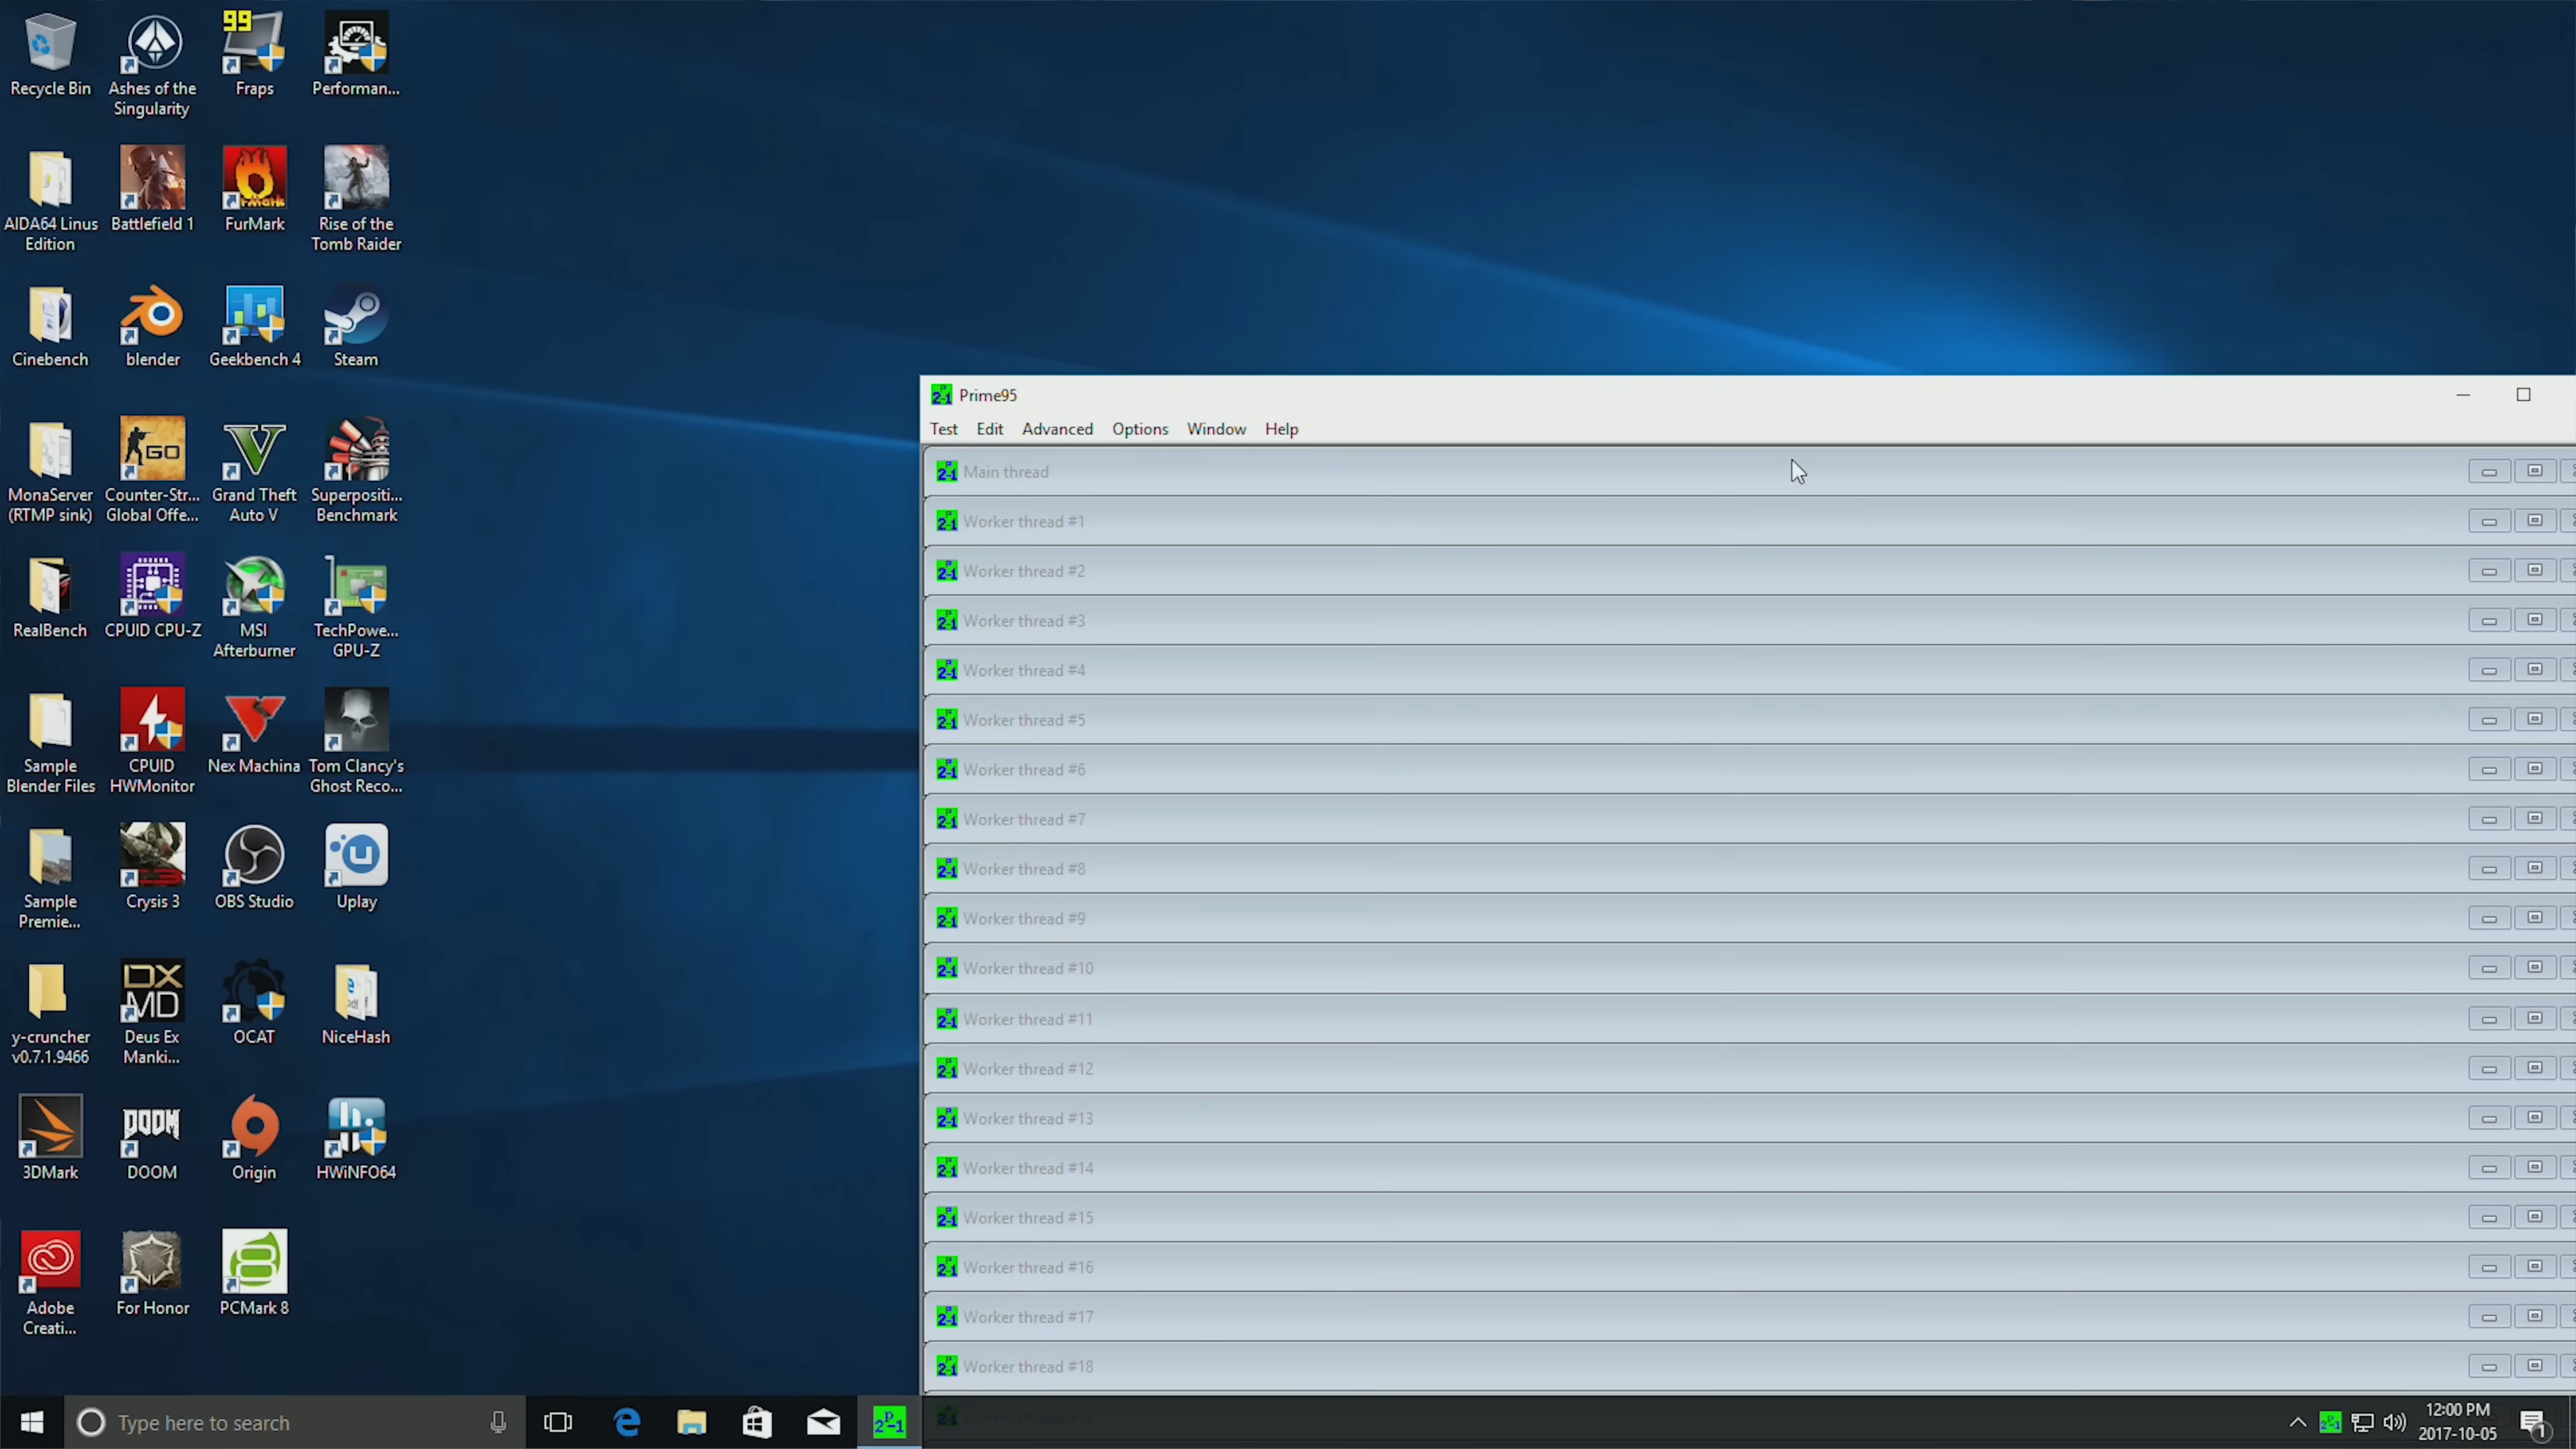 99
Recycle Bin
Ashes of the
Singularity
Fraps
Performan...
AIDA64 Linus
Edition
Battlefield 1
FurMark
Rise of the
Tomb Raider
Cinebench
blender
Geekbench 4
Steam
GO
MonaServer
(RTMP sink)
Counter-Str...
Global Offe...
Grand Theft
Auto V
Superpositi...
Benchmark
RealBench
CPUID CPU-Z
MSI
Afterburner
TechPowe...
GPU-Z
Sample
Blender Files
CPUID
HWMonitor
Nex Machina
Tom Clancy's
Ghost Reco...
Sample
Premie...
Crysis 3
OBS Studio
Uplay
DX
MD
y-cruncher
v0.7.1.9466
Deus Ex
Manki...
OCAT
NiceHash
DOOM
3DMark
DOOM
Origin
HWiNFO64
Adobe
Creati...
For Honor
PCMark 8
Prime95
Test Edit Advanced Options Window Help
Main thread
Worker thread #1
Worker thread #2
Worker thread #3
Worker thread #4
Worker thread #5
Worker thread #6
Worker thread #7
Worker thread #8
Worker thread #9
Worker thread #10
Worker thread #11
Worker thread #12
Worker thread #13
Worker thread #14
Worker thread #15
Worker thread #16
Worker thread #17
Worker thread #18
Type here to search
12:00 PM
2017-10-05
1